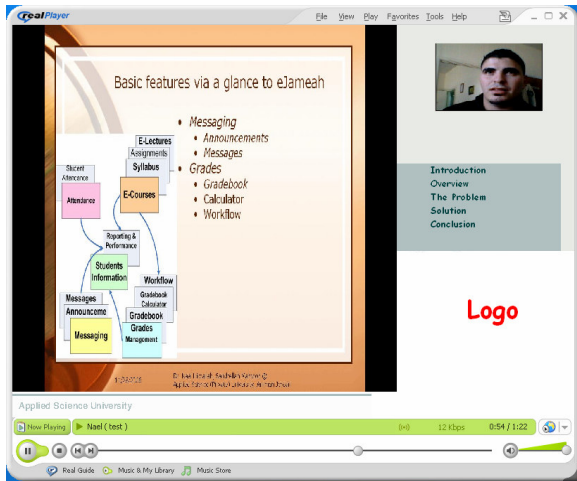 realPlayer
File View Play Favorites Tools Help
Basic features via a glance to eJameah
• Messaging
• Announcements
• Messages
• Grades
• Gradebook
• Calculator
• Workflow
E-Lectures
Assignments
Syllabus
E-Courses
Student
Attendance
Attendance
Reporting &
Performance
Students
Information
Workflow
Gradebook
Calculator
Gradebook
Grades
Management
Messages
Announceme
Messaging
Introduction
Overview
The Problem
Solution
Conclusion
Logo
Applied Science University
Now Playing Nael ( test ) 12 Kbps 0:54 / 1:22
Real Guide My Music & My Library Music Store